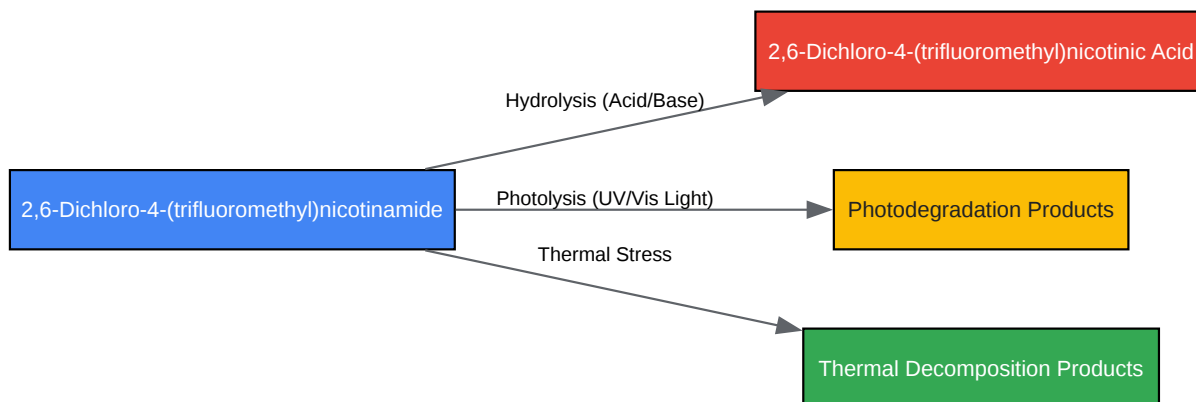 2,6-Dichloro-4-(trifluoromethyl)nicotinic Acid
Hydrolysis (Acid/Base)
2,6-Dichloro-4-(trifluoromethyl)nicotinamide
Photolysis (UV/Vis Light)
Photodegradation Products
Thermal Stress
Thermal Decomposition Products